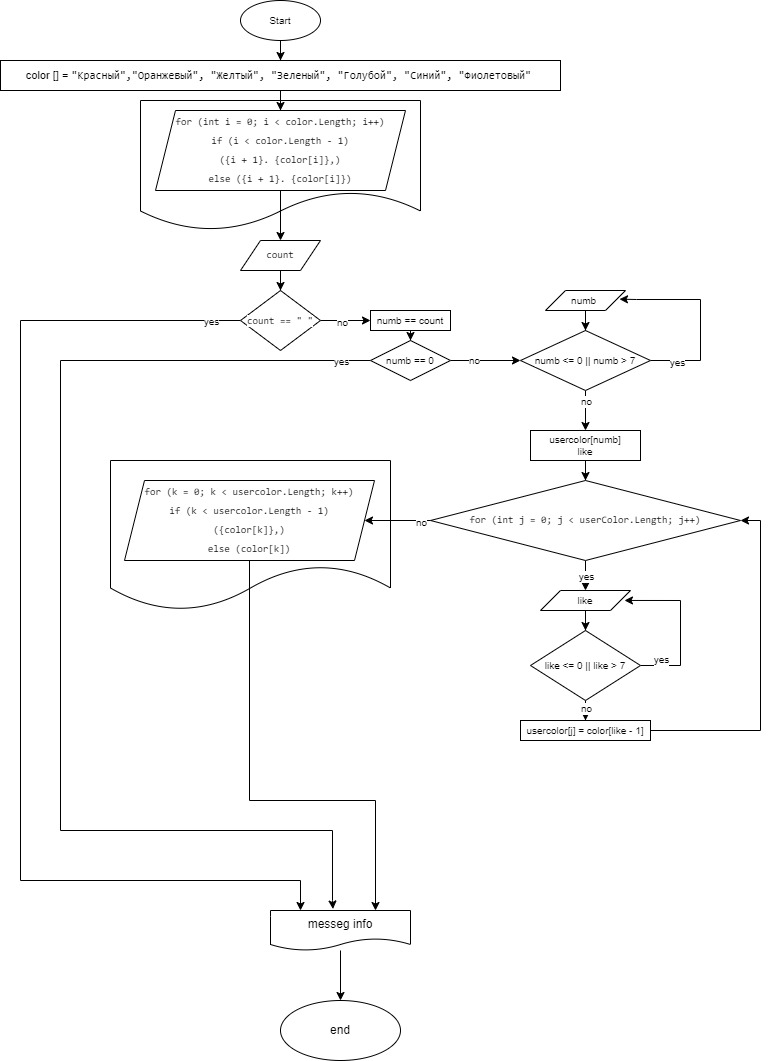 Start
color [] = "Красный","Оранжевый", "Желтый", "Зеленый", "Голубой", "Синий", "Фиолетовый"
for (int i = 0; i < color.Length; i++)
if (i < color.Length - 1)
({i + 1}. {color[i]},)
else ({i + 1}. {color[i]})
count
count == " "
yes
no
numb == count
numb == 0
yes
no
numb
numb <= 0 || numb > 7
yes
no
usercolor[numb]
like
for (int j = 0; j < userColor.Length; j++)
no
yes
for (k = 0; k < usercolor.Length; k++)
if (k < usercolor.Length - 1)
({color[k]},)
else (color[k])
like
like <= 0 || like > 7
yes
no
usercolor[j] = color[like - 1]
messeg info
end